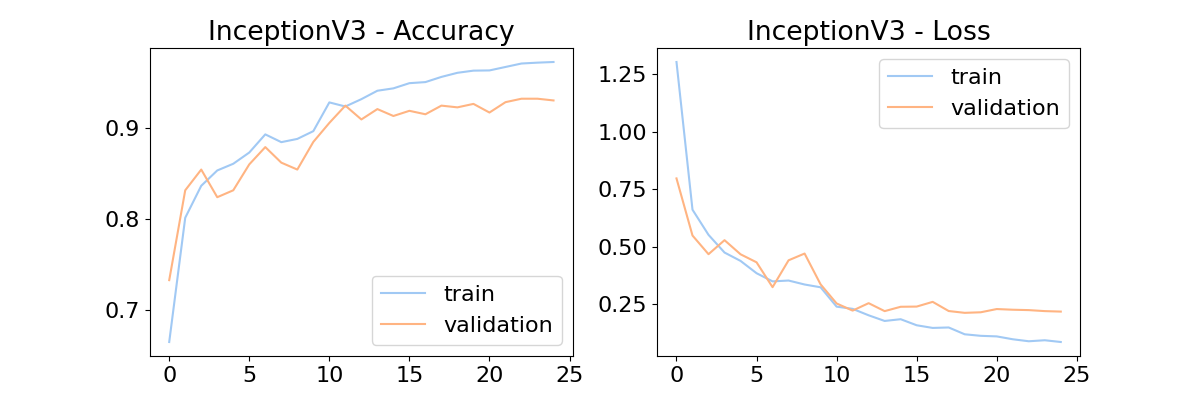 InceptionV3 - Accuracy
0.9
0.8
0.7
train
validation
0 5 10 15 20 25
InceptionV3 - Loss
1.25
1.00
0.75
0.50
0.25
train
validation
0 5 10 15 20 25